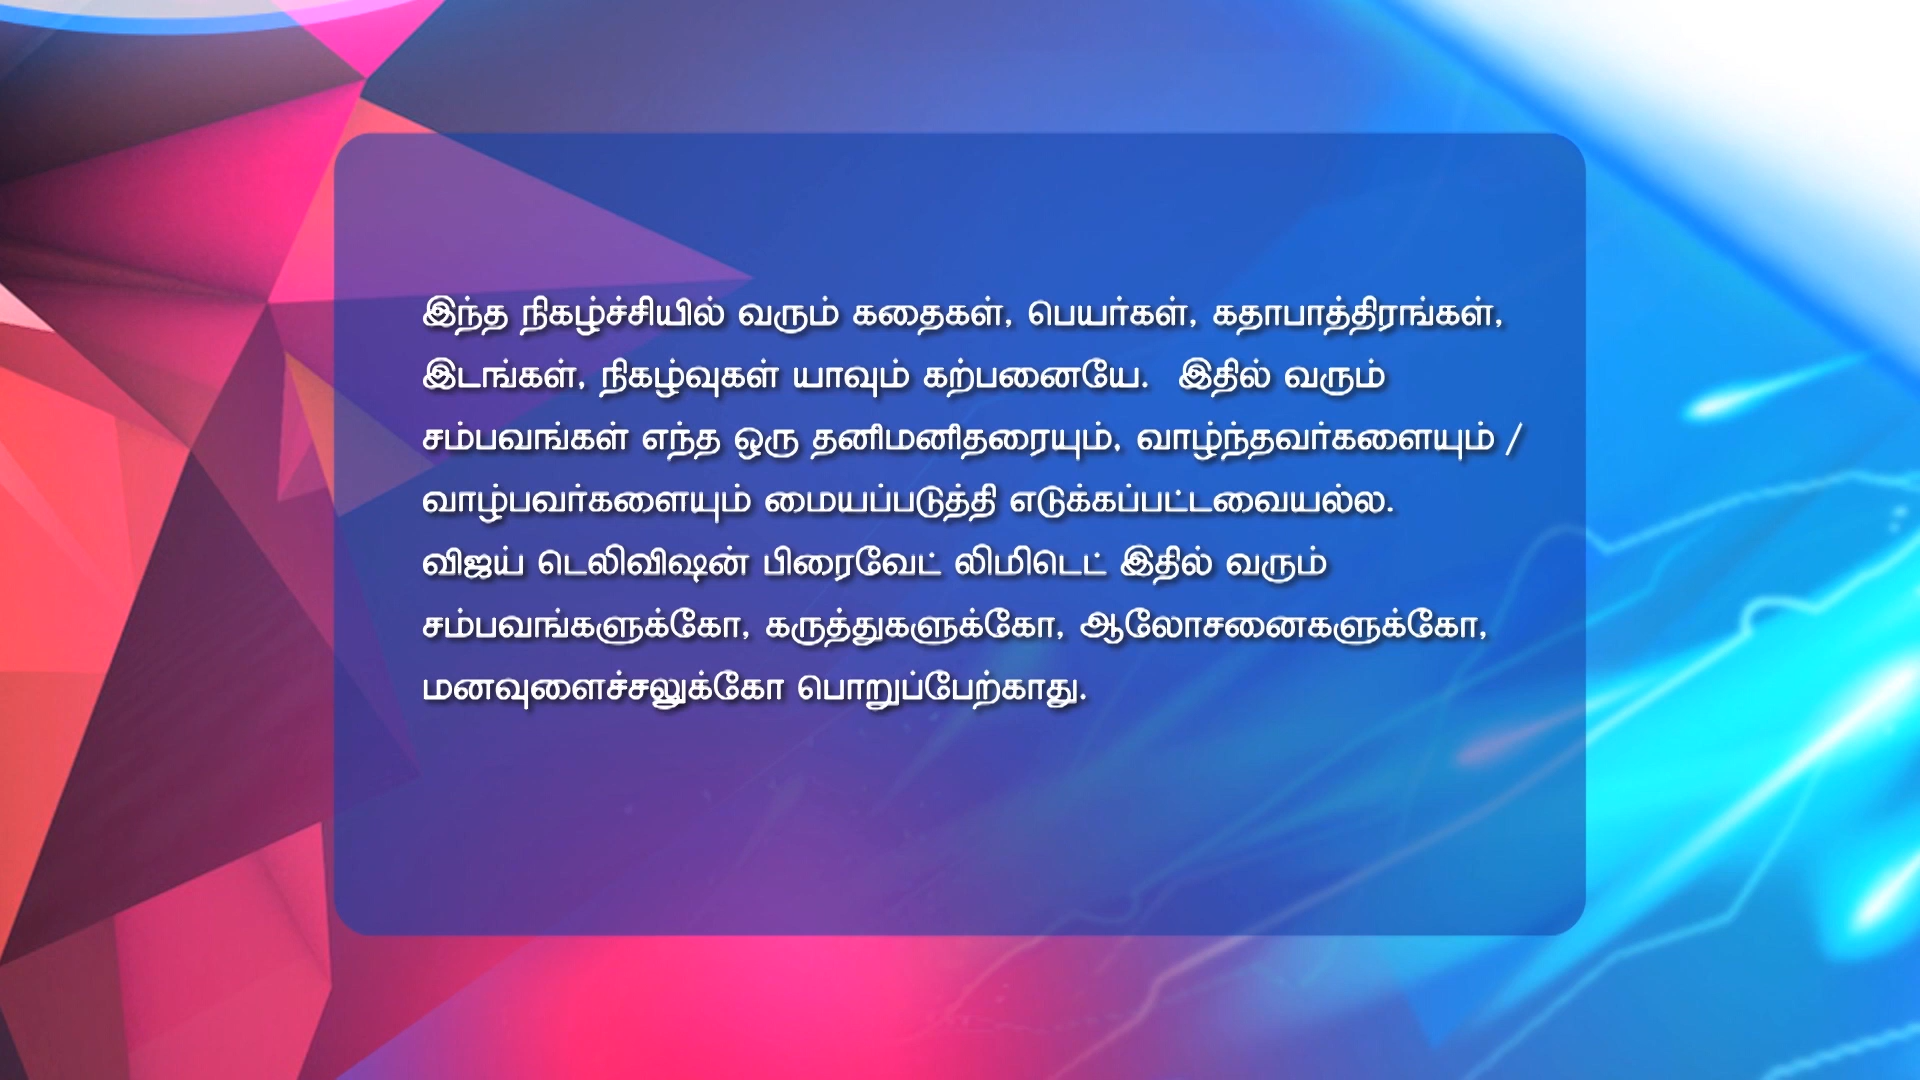 இந்த நிகழ்ச்சியில் வரும் கதைகள், பெயர்கள், கதாபாத்திரங்கள்,
இடங்கள், நிகழ்வுகள் யாவும் கற்பனையே. இதில் வரும்
சம்பவங்கள் எந்த ஒரு தனிமனிதரையும், வாழ்ந்தவர்களையும் /
வாழ்பவர்களையும் மையப்படுத்தி எடுக்கப்பட்டவையல்ல.
விஜய் டெலிவிஷன் பிரைவேட் லிமிடெட் இதில் வரும்
சம்பவங்களுக்கோ, கருத்துகளுக்கோ, ஆலோசனைகளுக்கோ,
மனவுளைச்சலுக்கோ பொறுப்பேற்காது.